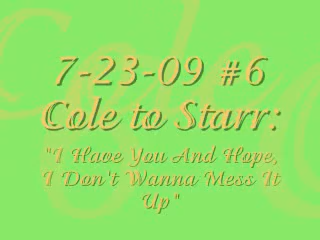 7-23-09 #6
Cole to Starr:
"I Have You And Hope,
I Don't Wanna Mess It
Up"